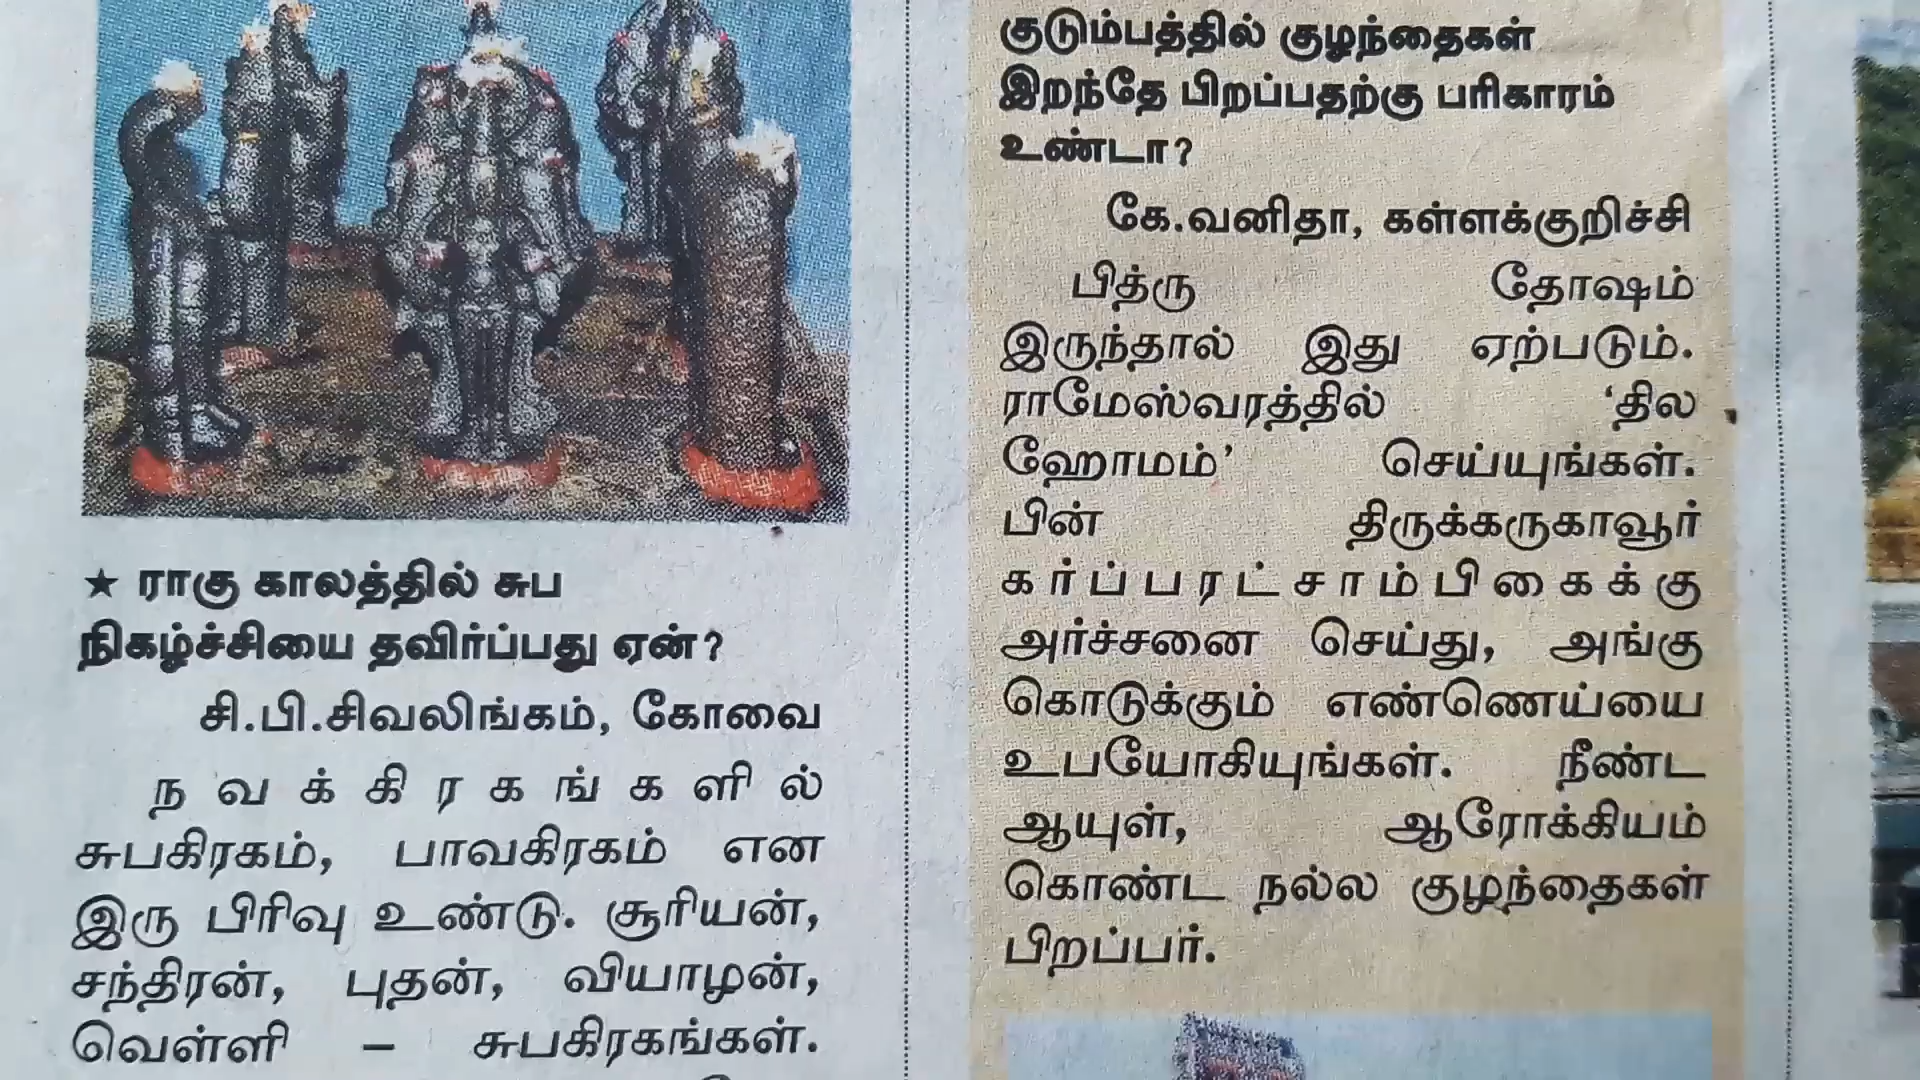 ★ ராகு காலத்தில் சுப
நிகழ்ச்சியை தவிர்ப்பது ஏன்?
சி.பி.சிவலிங்கம், கோவை
நவக்கிரகங்களில்
சுபகிரகம், பாவகிரகம் என
இரு பிரிவு உண்டு. சூரியன்,
சந்திரன், புதன், வியாழன்,
வெள்ளி – சுபகிரகங்கள்.
குடும்பத்தில் குழந்தைகள்
இறந்தே பிறப்பதற்கு பரிகாரம்
உண்டா?
கே.வனிதா, கள்ளக்குறிச்சி
பித்ரு தோஷம்
இருந்தால் இது ஏற்படும்.
ராமேஸ்வரத்தில் ‘தில
ஹோமம்’ செய்யுங்கள்.
பின் திருக்கருகாவூர்
கர்ப்பரட்சாம்பிகைக்கு
அர்ச்சனை செய்து, அங்கு
கொடுக்கும் எண்ணெய்யை
உபயோகியுங்கள். நீண்ட
ஆயுள், ஆரோக்கியம்
கொண்ட நல்ல குழந்தைகள்
பிறப்பர்.